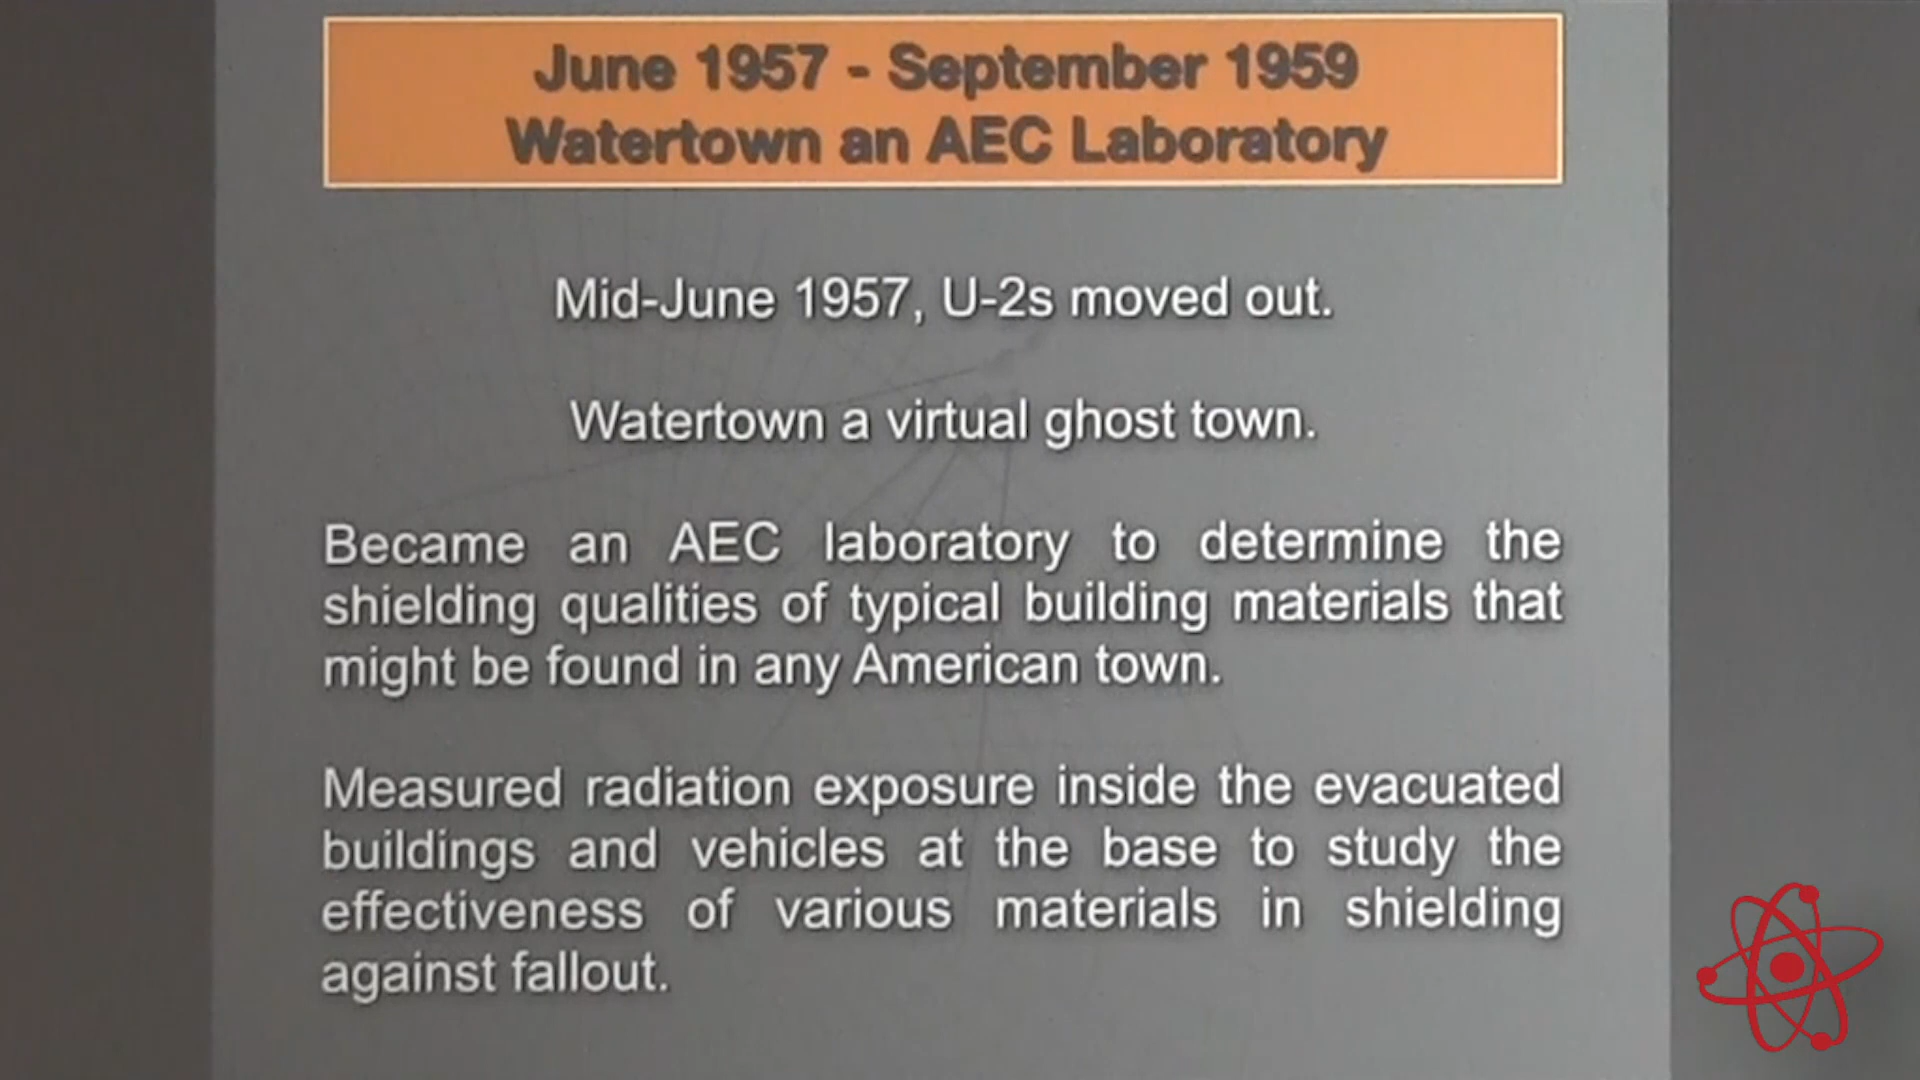 June 1957 - September 1959
Watertown an AEC Laboratory
Mid-June 1957, U-2s moved out.
Watertown a virtual ghost town.
Became an AEC laboratory to determine the
shielding qualities of typical building materials that
might be found in any American town.
Measured radiation exposure inside the evacuated
buildings and vehicles at the base to study the
effectiveness of various materials in shielding
against fallout.